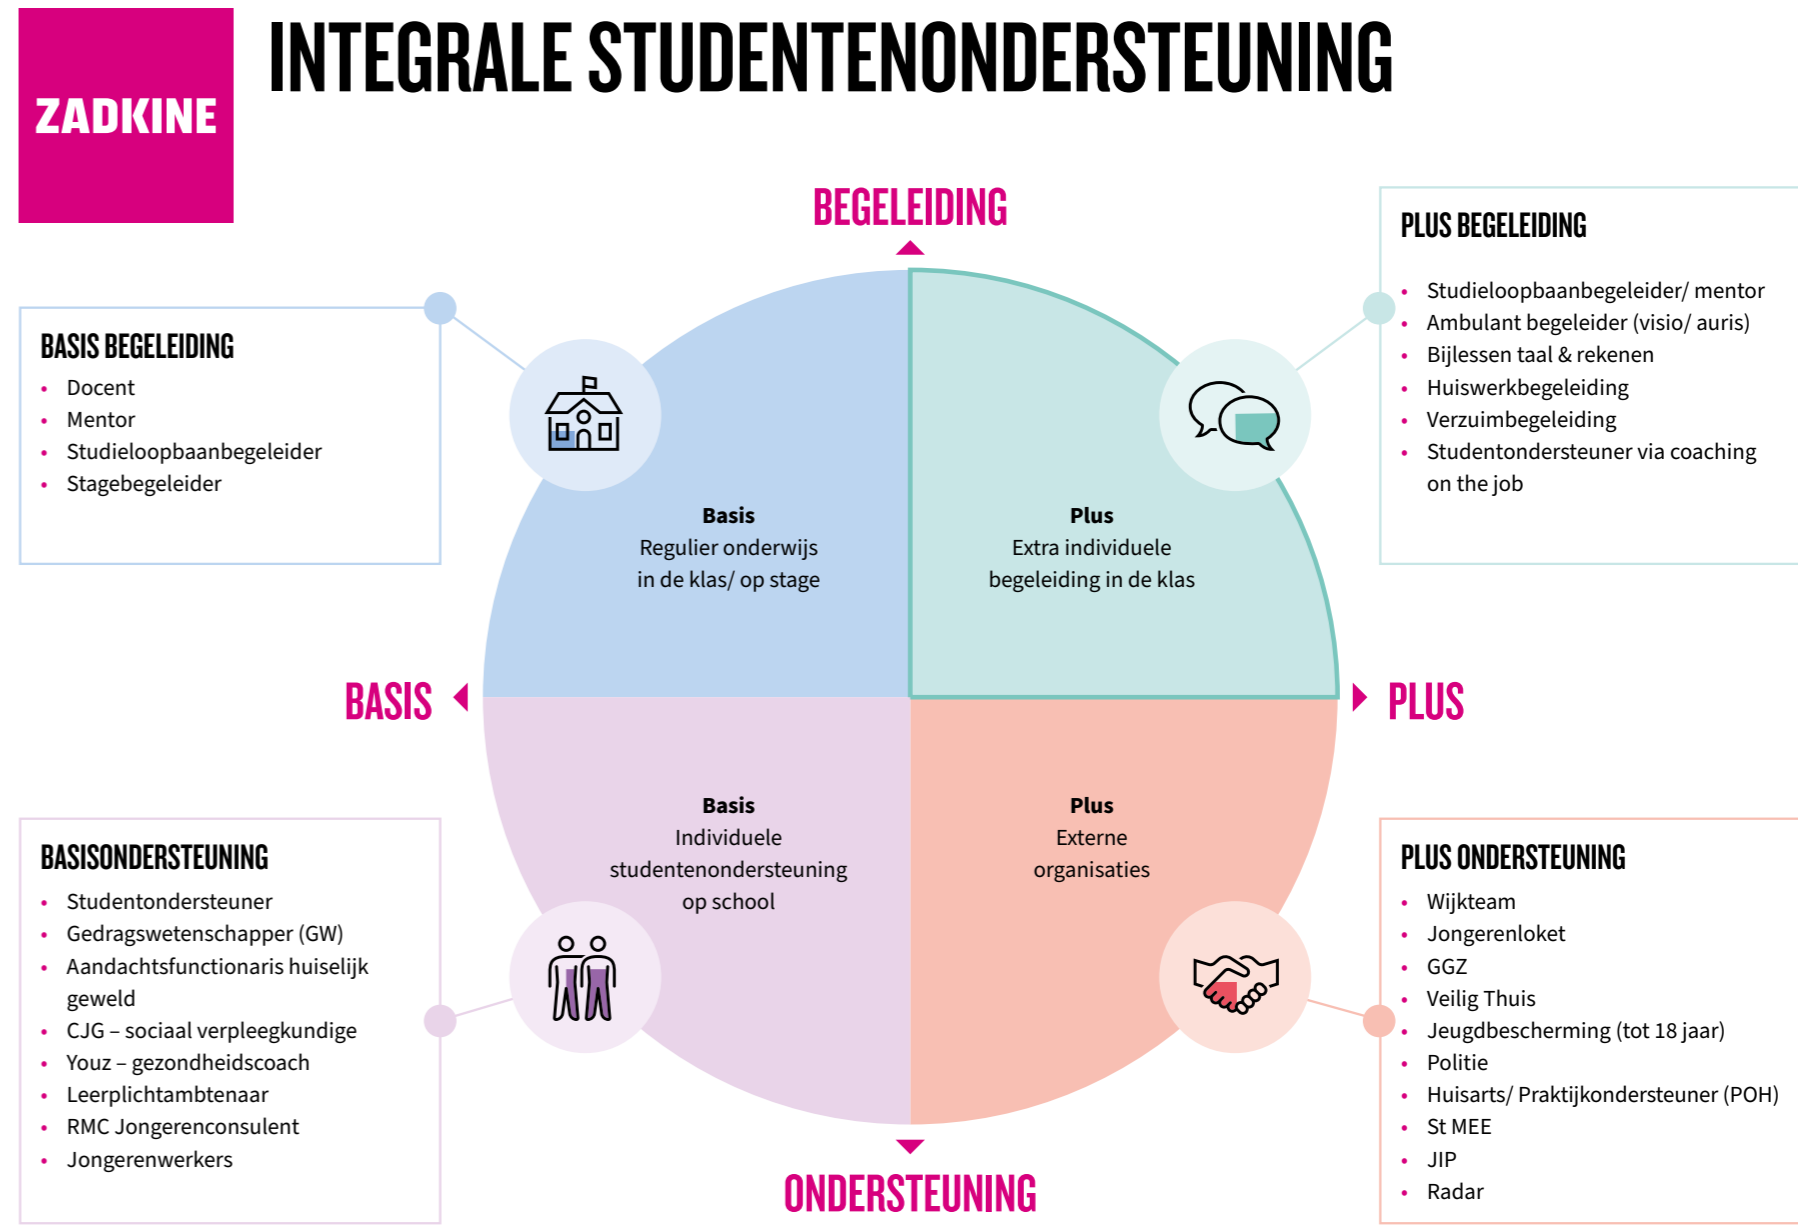 ZADKINE
INTEGRALE STUDENTENONDERSTEUNING
BEGELEIDING
BASIS BEGELEIDING
• Docent
• Mentor
• Studieloopbaanbegeleider
• Stagebegeleider
PLUS BEGELEIDING
• Studieloopbaanbegeleider/ mentor
• Ambulant begeleider (visio/ auris)
• Bijlessen taal & rekenen
• Huiswerkbegeleiding
• Verzuimbegeleiding
• Studentondersteuner via coaching
on the job
Basis
Regulier onderwijs
in de klas/ op stage
Plus
Extra individuele
begeleiding in de klas
BASIS
PLUS
Basis
Individuele
studentenondersteuning
op school
Plus
Externe
organisaties
BASISONDERSTEUNING
• Studentondersteuner
• Gedragswetenschapper (GW)
• Aandachtsfunctionaris huiselijk
geweld
• CJG – sociaal verpleegkundige
• Youz – gezondheidscoach
• Leerplichtambtenaar
• RMC Jongerenconsulent
• Jongerenwerkers
PLUS ONDERSTEUNING
• Wijkteam
• Jongerenloket
• GGZ
• Veilig Thuis
• Jeugdbescherming (tot 18 jaar)
• Politie
• Huisarts/ Praktijkondersteuner (POH)
• St MEE
• JIP
• Radar
ONDERSTEUNING